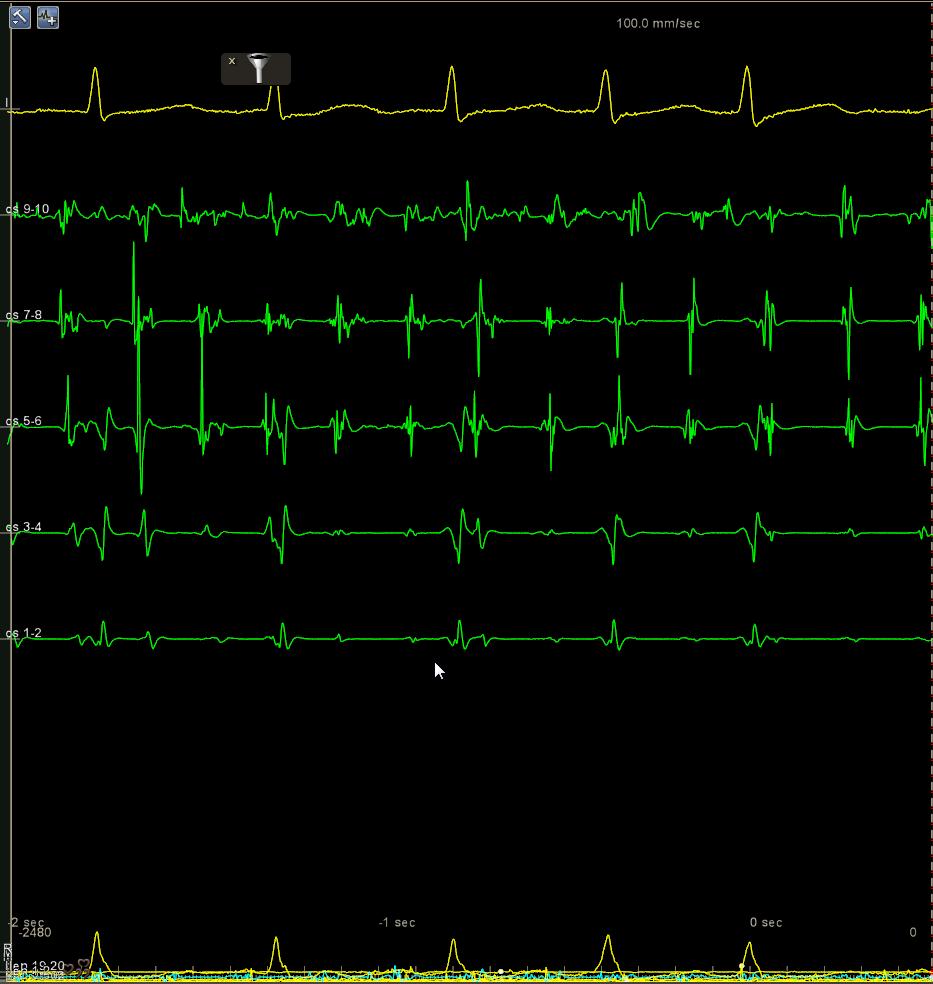 100.0 mm/sec
x
I
cs 9-10
cs 7-8
cs 5-6
cs 3-4
cs 1-2
-2 sec
-1 sec
0 sec
-2480
0